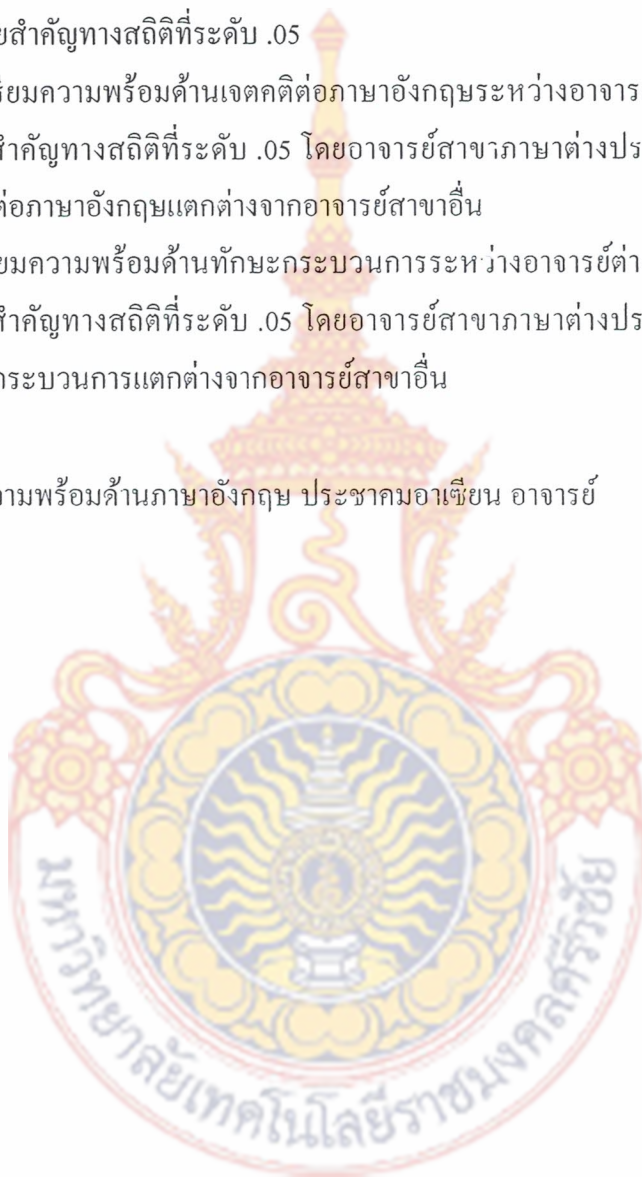 ยสำคัญทางสถิติที่ระดับ .05
รียมความพร้อมด้านเจตคติต่อภาษาอังกฤษระหว่างอาจาร
สำคัญทางสถิติที่ระดับ .05 โดยอาจารย์สาขาภาษาต่างปร
ต่อภาษาอังกฤษแตกต่างจากอาจารย์สาขาอื่น
ยมความพร้อมด้านทักษะกระบวนการระหว่างอาจารย์ต่า
สำคัญทางสถิติที่ระดับ .05 โดยอาจารย์สาขาภาษาต่างปร
กระบวนการแตกต่างจากอาจารย์สาขาอื่น
วามพร้อมด้านภาษาอังกฤษ ประชาคมอาเซียน อาจารย์
มหาวิทยาลัยเทคโนโลยีราชมงคลศรีวิชัย